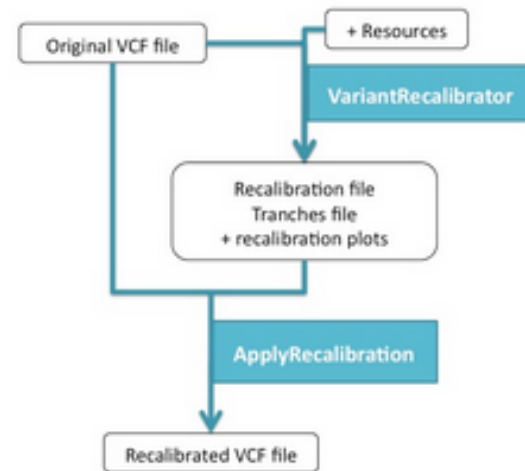 Original VCF file
+ Resources
VariantRecalibrator
Recalibration file
Tranches file
+ recalibration plots
ApplyRecalibration
Recalibrated VCF file